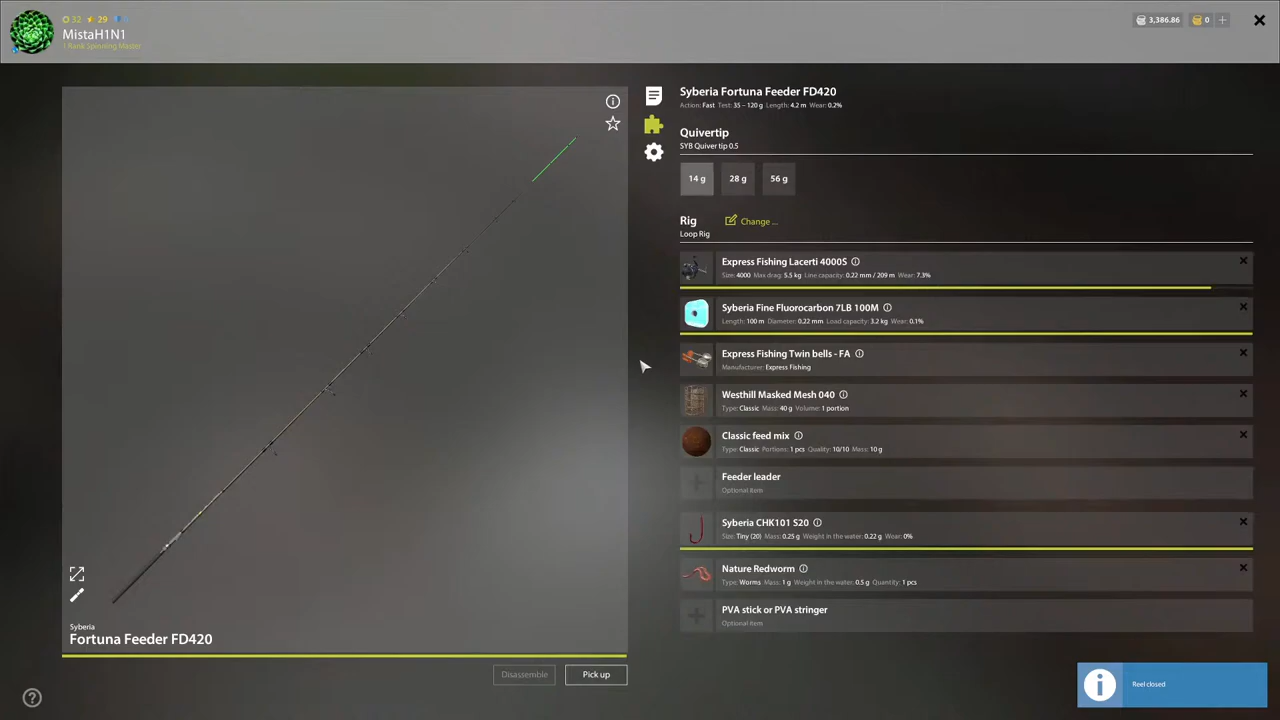 32 29
MistaH1N1
1 Rank Spinning Master
3,386.86 0
Syberia Fortuna Feeder FD420
Action: Fast Test: 35 – 120 g Length: 4.2 m Wear: 0.2%
Quivertip
SYB Quiver tip 0.5
14 g 28 g 56 g
Rig Change ...
Loop Rig
Express Fishing Lacerti 4000S
Size: 4000 Max drag: 5.5 kg Line capacity: 0.22 mm / 209 m Wear: 7.3%
Syberia Fine Fluorocarbon 7LB 100M
Length: 100 m Diameter: 0.22 mm Load capacity: 3.2 kg Wear: 0.1%
Express Fishing Twin bells - FA
Manufacturer: Express Fishing
Westhill Masked Mesh 040
Type: Classic Mass: 40 g Volume: 1 portion
Classic feed mix
Type: Classic Portions: 1 pcs Quality: 10/10 Mass: 10 g
Feeder leader
Optional item
Syberia CHK101 S20
Size: Tiny (20) Mass: 0.25 g Weight in the water: 0.22 g Wear: 0%
Nature Redworm
Type: Worms Mass: 1 g Weight in the water: 0.5 g Quantity: 1 pcs
PVA stick or PVA stringer
Optional item
Syberia
Fortuna Feeder FD420
Disassemble Pick up
Reel closed